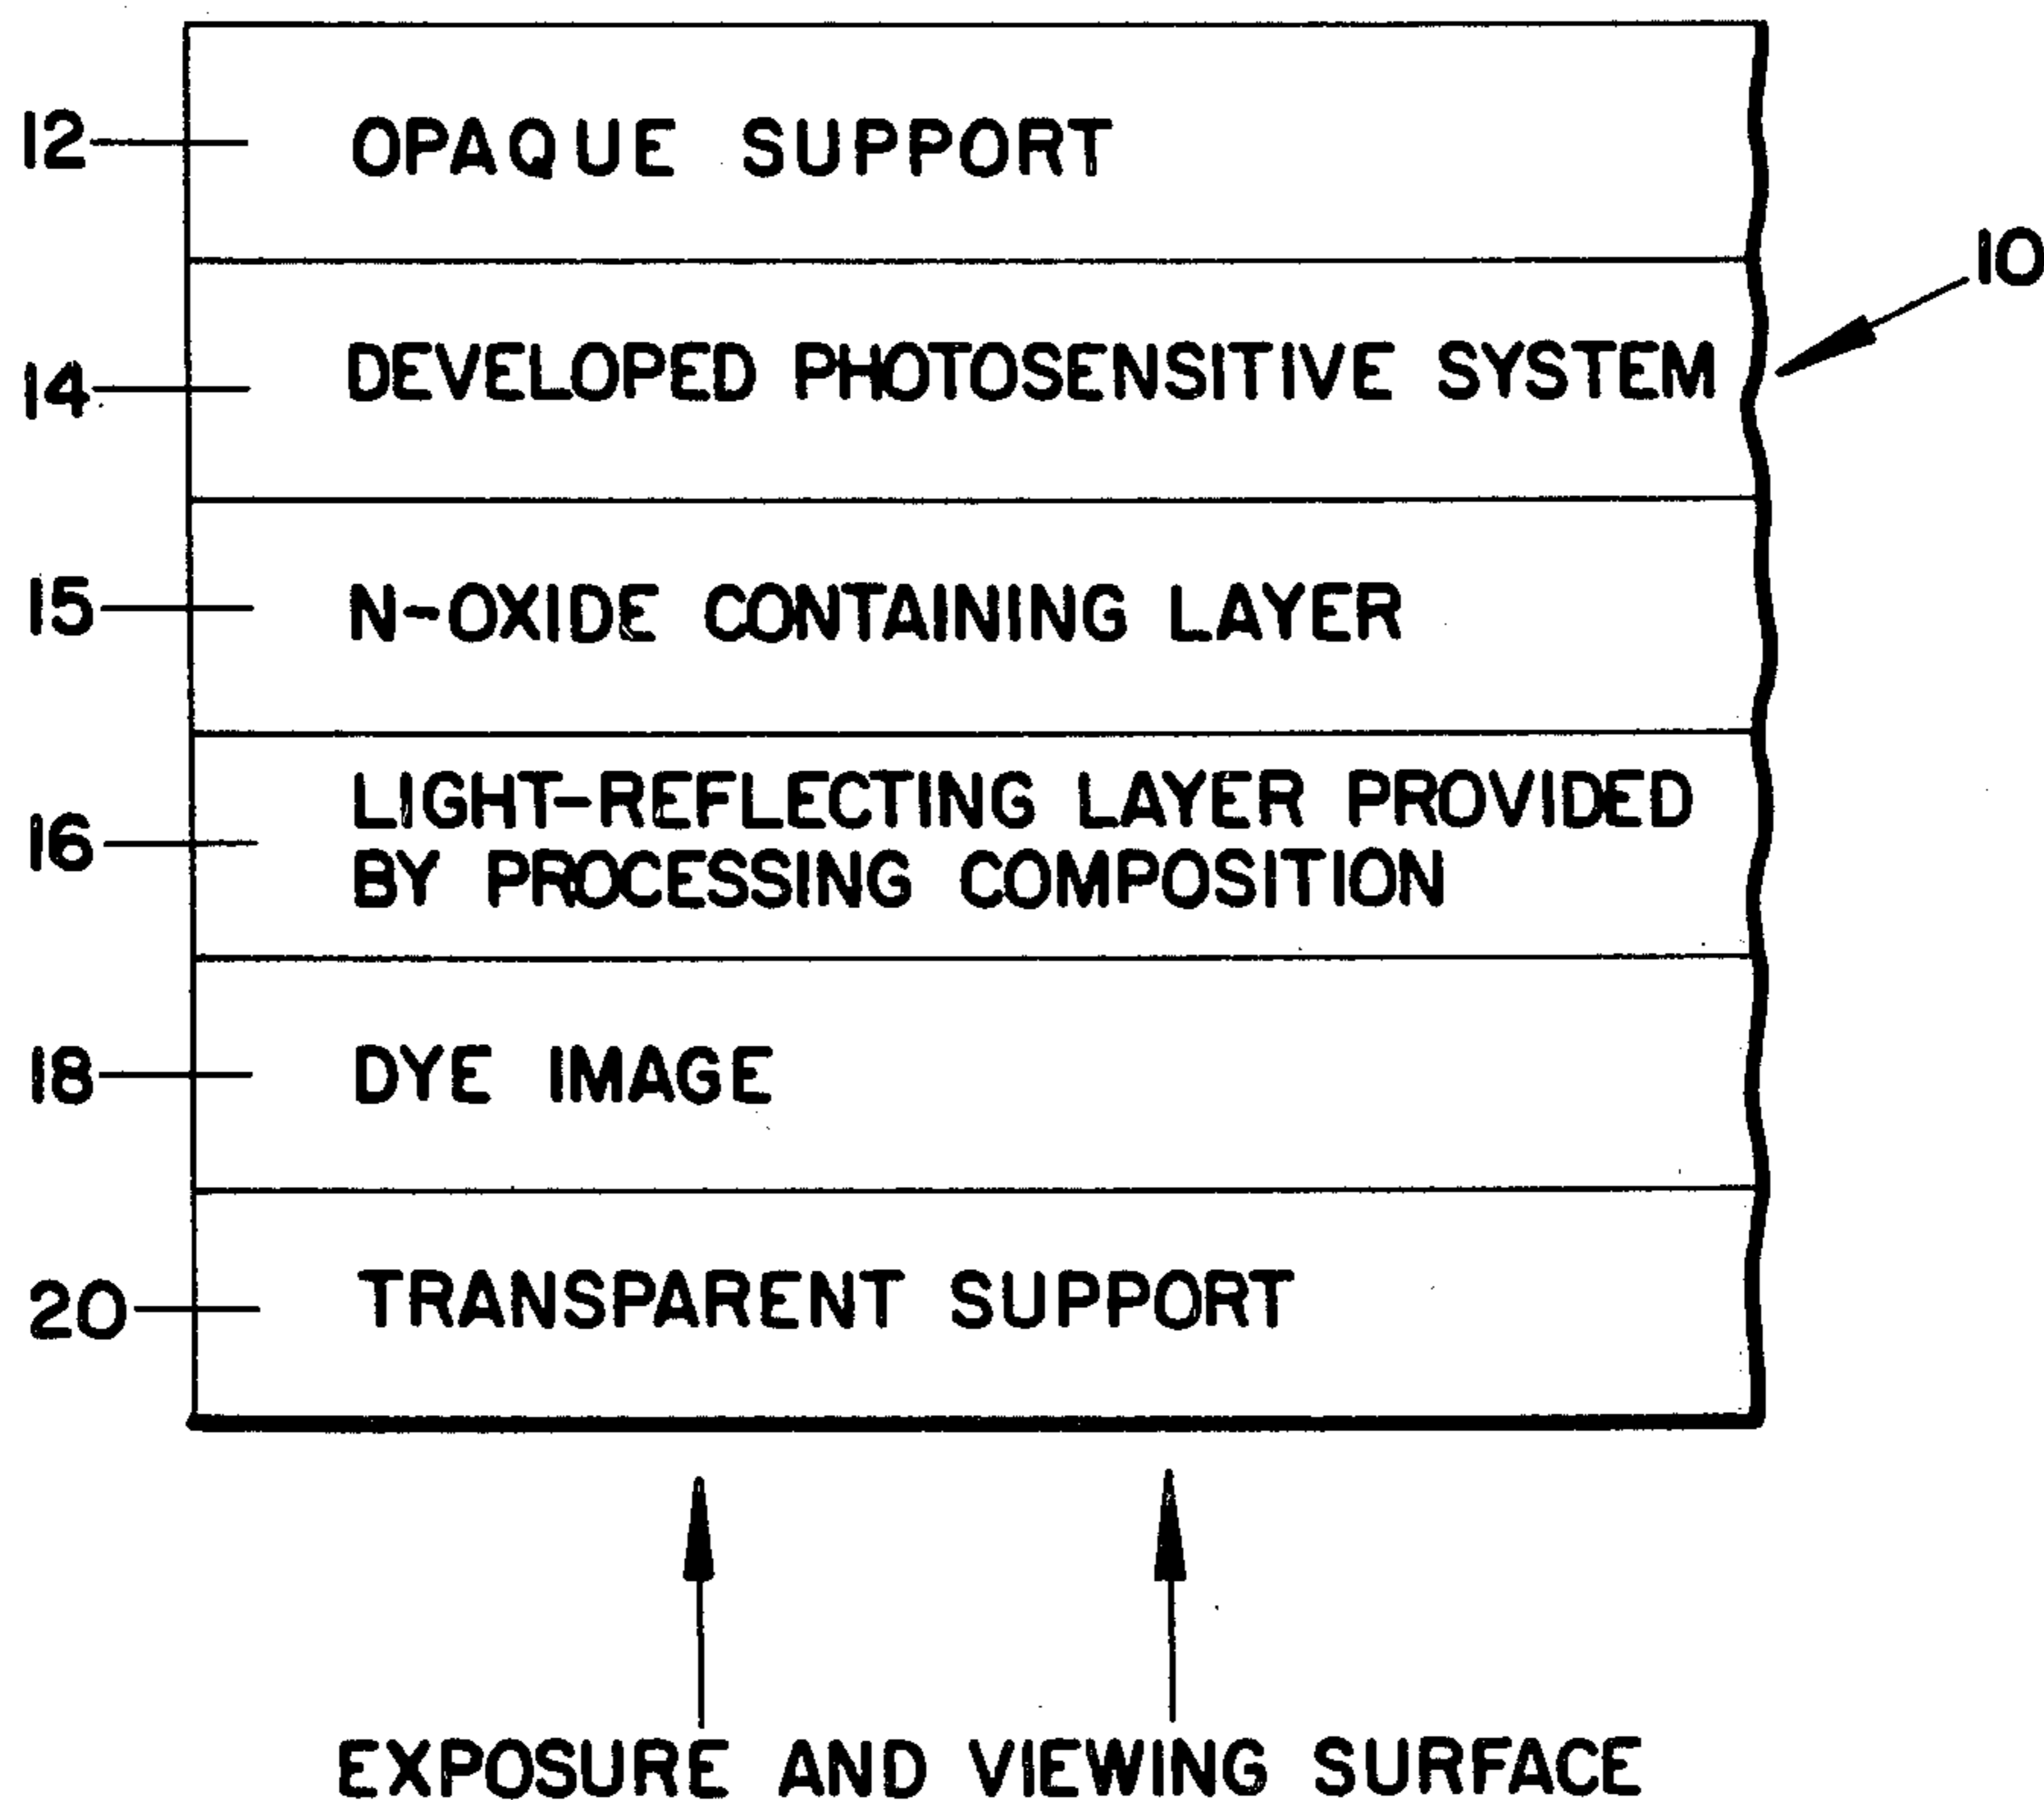 12 OPAQUE SUPPORT
10
14 DEVELOPED PHOTOSENSITIVE SYSTEM
15 N-OXIDE CONTAINING LAYER
16 LIGHT-REFLECTING LAYER PROVIDED
BY PROCESSING COMPOSITION
18 DYE IMAGE
20 TRANSPARENT SUPPORT
EXPOSURE AND VIEWING SURFACE